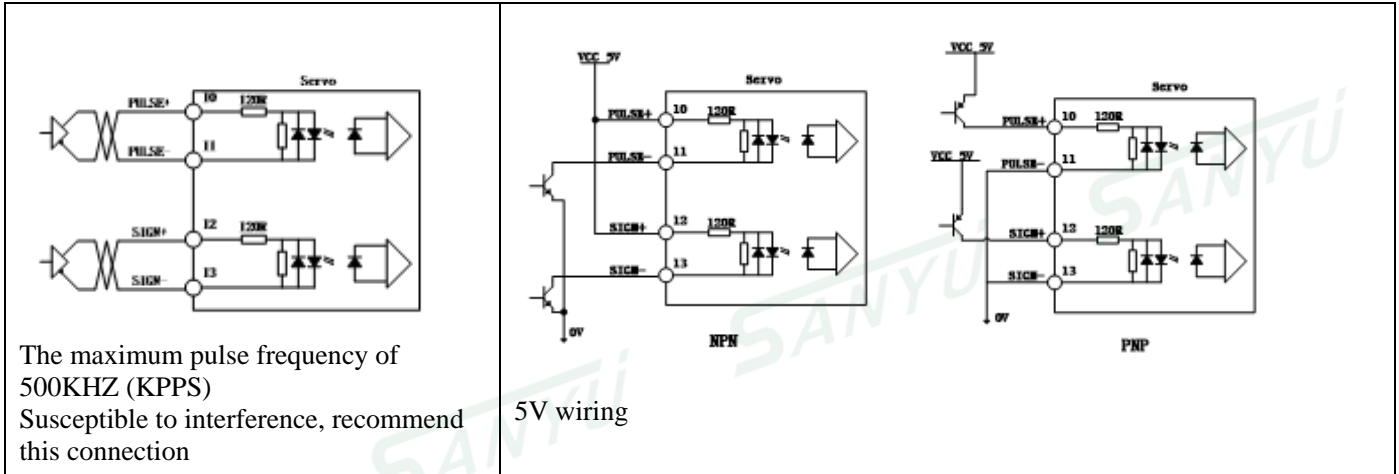 Servo
PULSE+
10
120R
PULSE-
11
SIGN+
12
120R
SIGN-
13
The maximum pulse frequency of
500KHZ (KPPS)
Susceptible to interference, recommend
this connection
VCC 5V
Servo
PULSE+
10
120R
PULSE-
11
SIGN+
12
120R
SIGN-
13
0V
NPN
VCC 5V
Servo
PULSE+
10
120R
VCC 5V
PULSE-
11
SIGN+
12
120R
SIGN-
13
0V
PNP
5V wiring
SANYU
SANYU
SANYU